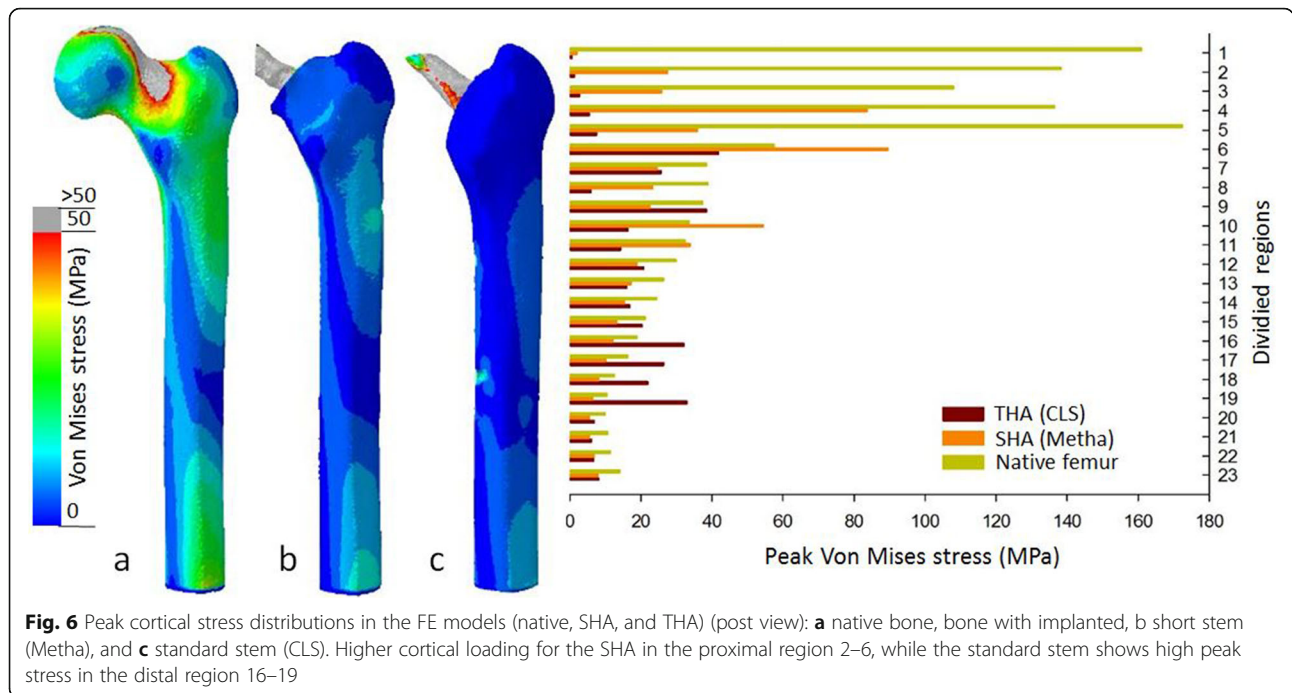 >50
50
Von Mises stress (MPa)
0
a
b
c
1
2
3
4
5
6
7
8
9
10
11
12
13
14
15
16
17
18
19
20
21
22
23
Dividied regions
THA (CLS)
SHA (Metha)
Native femur
0 20 40 60 80 100 120 140 160 180
Peak Von Mises stress (MPa)
Fig. 6 Peak cortical stress distributions in the FE models (native, SHA, and THA) (post view): a native bone, bone with implanted, b short stem
(Metha), and c standard stem (CLS). Higher cortical loading for the SHA in the proximal region 2–6, while the standard stem shows high peak
stress in the distal region 16–19